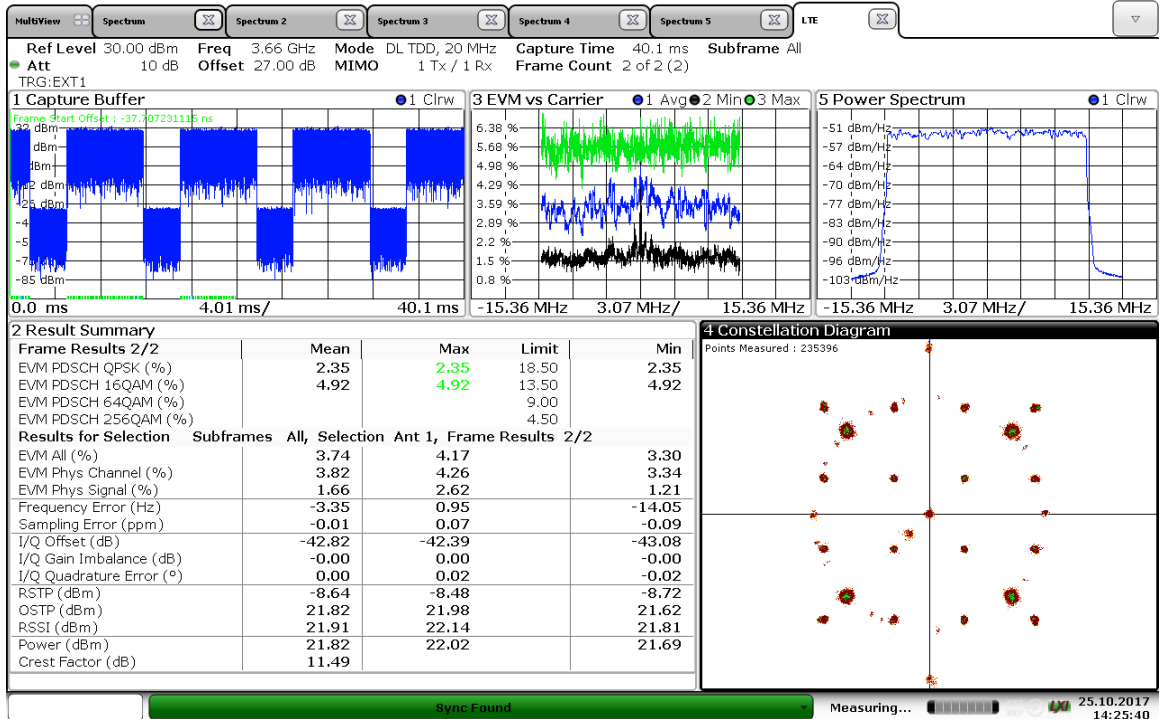 MultiView Spectrum Spectrum 2 Spectrum 3 Spectrum 4 Spectrum 5 LTE
Ref Level 30.00 dBm Freq 3.66 GHz Mode DL TDD, 20 MHz Capture Time 40.1 ms Subframe All
Att 10 dB Offset 27.00 dB MIMO 1 Tx / 1 Rx Frame Count 2 of 2 (2)
TRG:EXT1
1 Capture Buffer 1 Clrw
Frame Start Offset : -37.707231115 ns
dBm
dBm
dBm
dBm
-85 dBm
0.0 ms 4.01 ms/ 40.1 ms
3 EVM vs Carrier 1 Avg 2 Min 3 Max
6.38 %
5.68 %
4.98 %
4.29 %
3.59 %
2.89 %
2.2 %
1.5 %
0.8 %
-15.36 MHz 3.07 MHz/ 15.36 MHz
5 Power Spectrum 1 Clrw
-51 dBm/Hz
-57 dBm/Hz
-64 dBm/Hz
-70 dBm/Hz
-77 dBm/Hz
-83 dBm/Hz
-90 dBm/Hz
-96 dBm/Hz
-103 dBm/Hz
-15.36 MHz 3.07 MHz/ 15.36 MHz
2 Result Summary
Frame Results 2/2 Mean Max Limit Min
EVM PDSCH QPSK (%) 2.35 2.35 18.50 2.35
EVM PDSCH 16QAM (%) 4.92 4.92 13.50 4.92
EVM PDSCH 64QAM (%) 9.00
EVM PDSCH 256QAM (%) 4.50
Results for Selection Subframes All, Selection Ant 1, Frame Results 2/2
EVM All (%) 3.74 4.17 3.30
EVM Phys Channel (%) 3.82 4.26 3.34
EVM Phys Signal (%) 1.66 2.62 1.21
Frequency Error (Hz) -3.35 0.95 -14.05
Sampling Error (ppm) -0.01 0.07 -0.09
I/Q Offset (dB) -42.82 -42.39 -43.08
I/Q Gain Imbalance (dB) -0.00 0.00 -0.00
I/Q Quadrature Error (°) 0.00 0.02 -0.02
RSTP (dBm) -8.64 -8.48 -8.72
OSTP (dBm) 21.82 21.98 21.62
RSSI (dBm) 21.91 22.14 21.81
Power (dBm) 21.82 22.02 21.69
Crest Factor (dB) 11.49
4 Constellation Diagram
Points Measured : 235396
Sync Found
Measuring...
LXI
25.10.2017
14:25:40